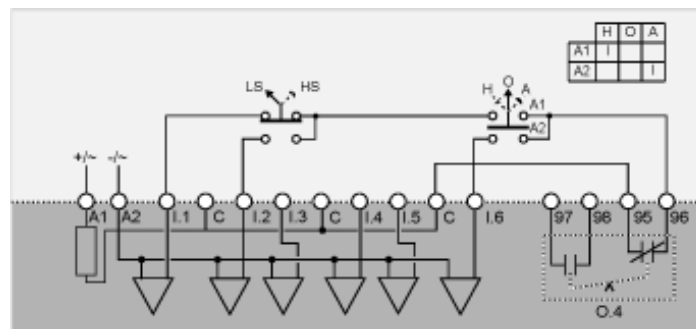 H O A
A1 I
A2 I
LS HS
O
H A
A1
A2
+/~ -/~
A1 A2 I.1 C I.2 I.3 C I.4 I.5 C I.6 97 98 95 96
O.4